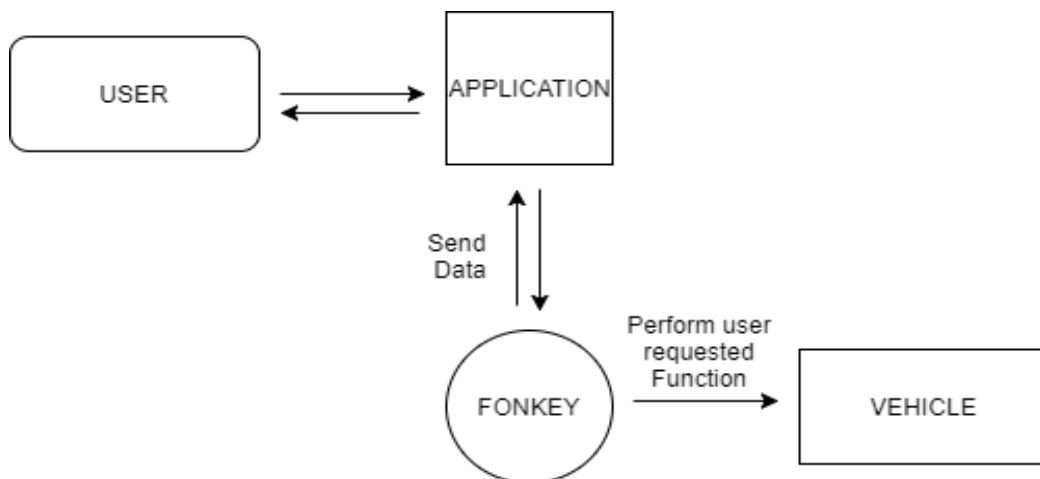 USER
APPLICATION
Send
Data
Perform user
requested
Function
FONKEY
VEHICLE